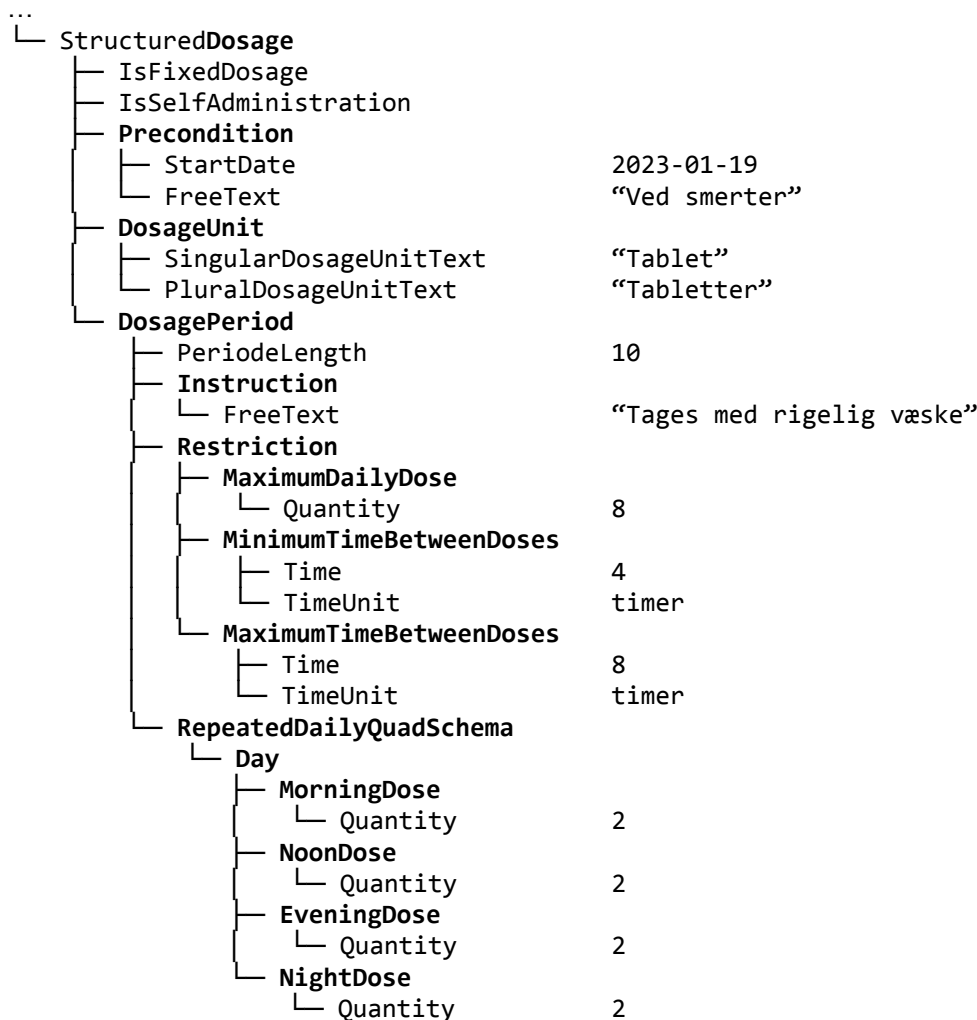 ...
StructuredDosage
IsFixedDosage
IsSelfAdministration
Precondition
StartDate 2023-01-19
FreeText “Ved smerter”
DosageUnit
SingularDosageUnitText “Tablet”
PluralDosageUnitText “Tabletter”
DosagePeriod
PeriodeLength 10
Instruction
FreeText “Tages med rigelig væske”
Restriction
MaximumDailyDose
Quantity 8
MinimumTimeBetweenDoses
Time 4
TimeUnit timer
MaximumTimeBetweenDoses
Time 8
TimeUnit timer
RepeatedDailyQuadSchema
Day
MorningDose
Quantity 2
NoonDose
Quantity 2
EveningDose
Quantity 2
NightDose
Quantity 2